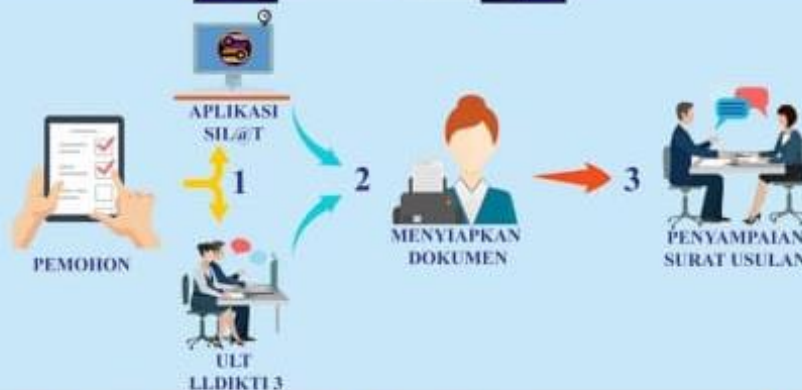 APLIKASI
SIL@T
1
2
3
PEMOHON
MENYIAPKAN
DOKUMEN
PENYAMPAIAN
SURAT USULAN
ULT
LLDIKTI 3